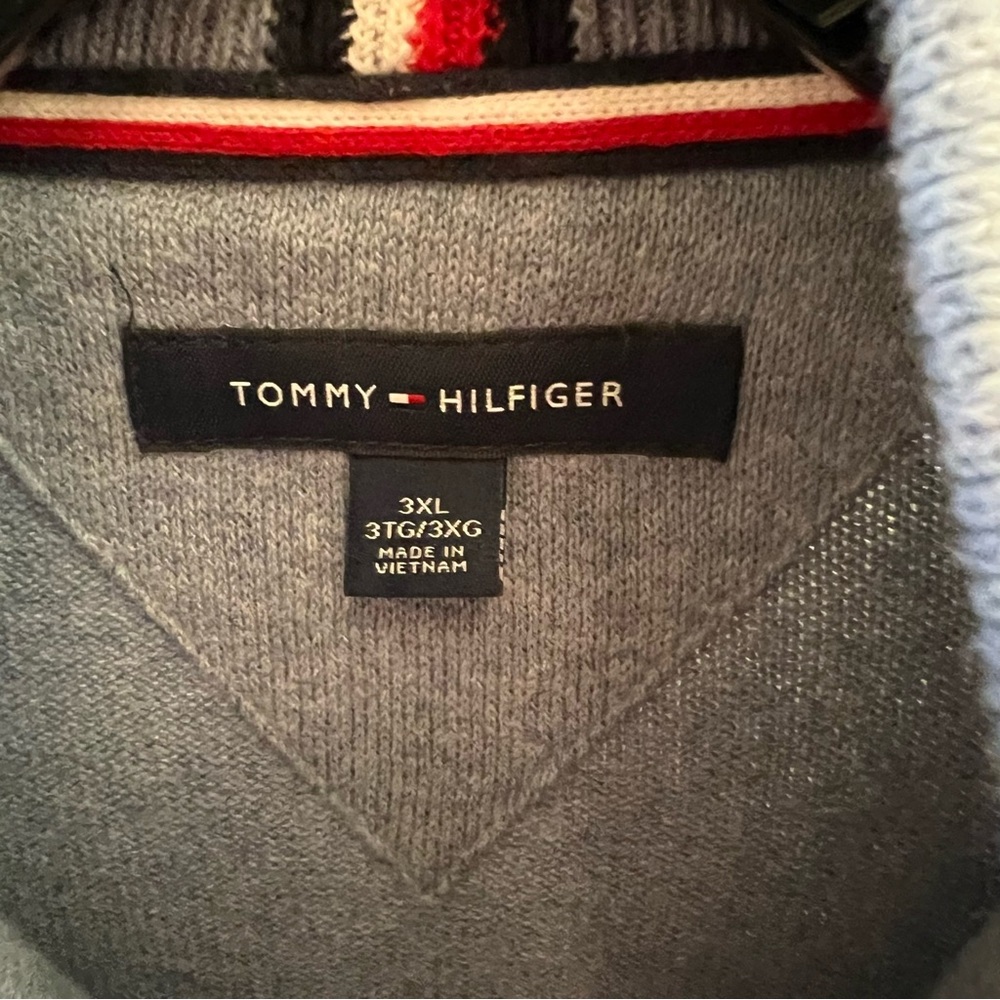 TOMMY HILFIGER
3XL
3TG/3XG
MADE IN
VIETNAM